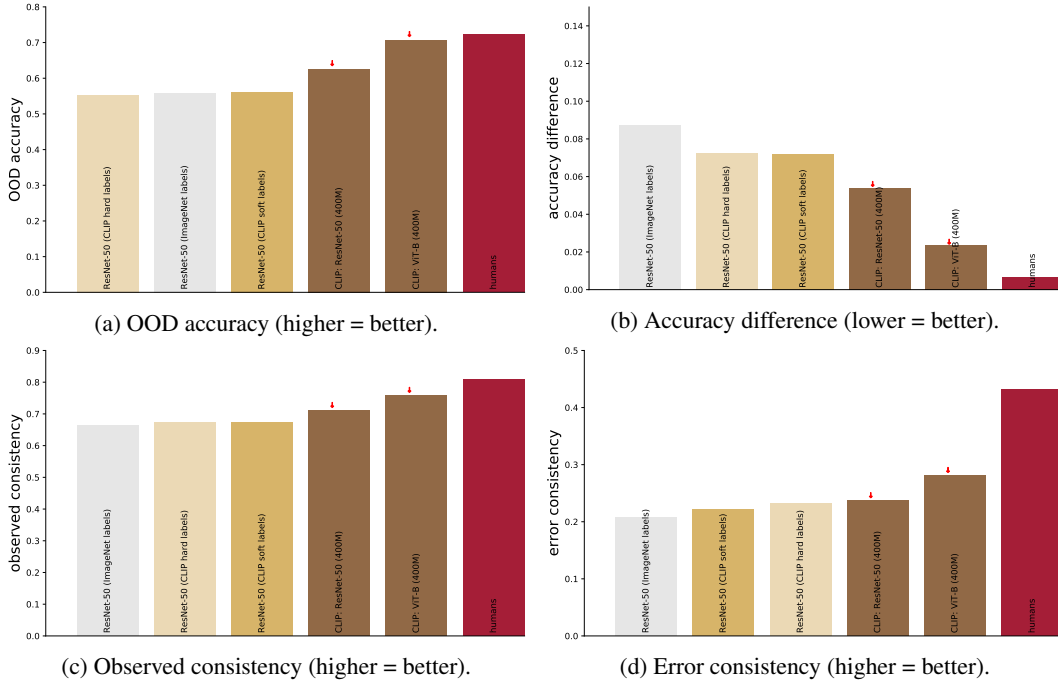 0.8
0.7
0.6
0.5
0.4
0.3
0.2
0.1
0.0
OOD accuracy
ResNet-50 (CLIP hard labels)
ResNet-50 (ImageNet labels)
ResNet-50 (CLIP soft labels)
CLIP: ResNet-50 (400M)
CLIP: ViT-B (400M)
humans
(a) OOD accuracy (higher = better).
0.14
0.12
0.10
0.08
0.06
0.04
0.02
0.00
accuracy difference
ResNet-50 (ImageNet labels)
ResNet-50 (CLIP hard labels)
ResNet-50 (CLIP soft labels)
CLIP: ResNet-50 (400M)
CLIP: ViT-B (400M)
humans
(b) Accuracy difference (lower = better).
0.9
0.8
0.7
0.6
0.5
0.4
0.3
0.2
0.1
0.0
observed consistency
ResNet-50 (ImageNet labels)
ResNet-50 (CLIP hard labels)
ResNet-50 (CLIP soft labels)
CLIP: ResNet-50 (400M)
CLIP: ViT-B (400M)
humans
(c) Observed consistency (higher = better).
0.5
0.4
0.3
0.2
0.1
0.0
error consistency
ResNet-50 (ImageNet labels)
ResNet-50 (CLIP soft labels)
ResNet-50 (CLIP hard labels)
CLIP: ResNet-50 (400M)
CLIP: ViT-B (400M)
humans
(d) Error consistency (higher = better).